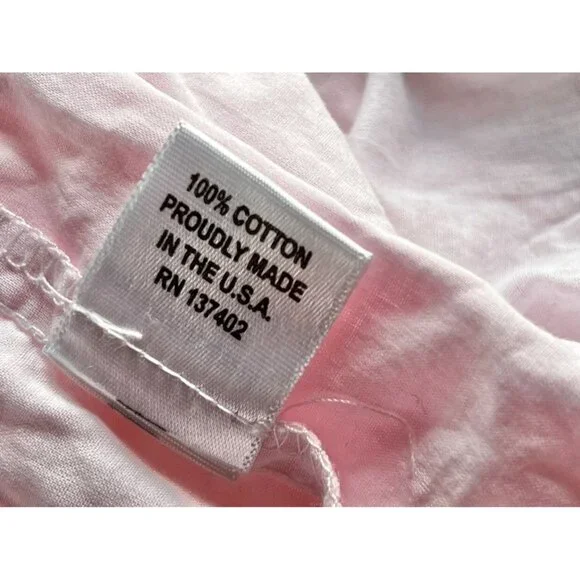 100% COTTON
PROUDLY MADE
IN THE U.S.A.
RN 137402